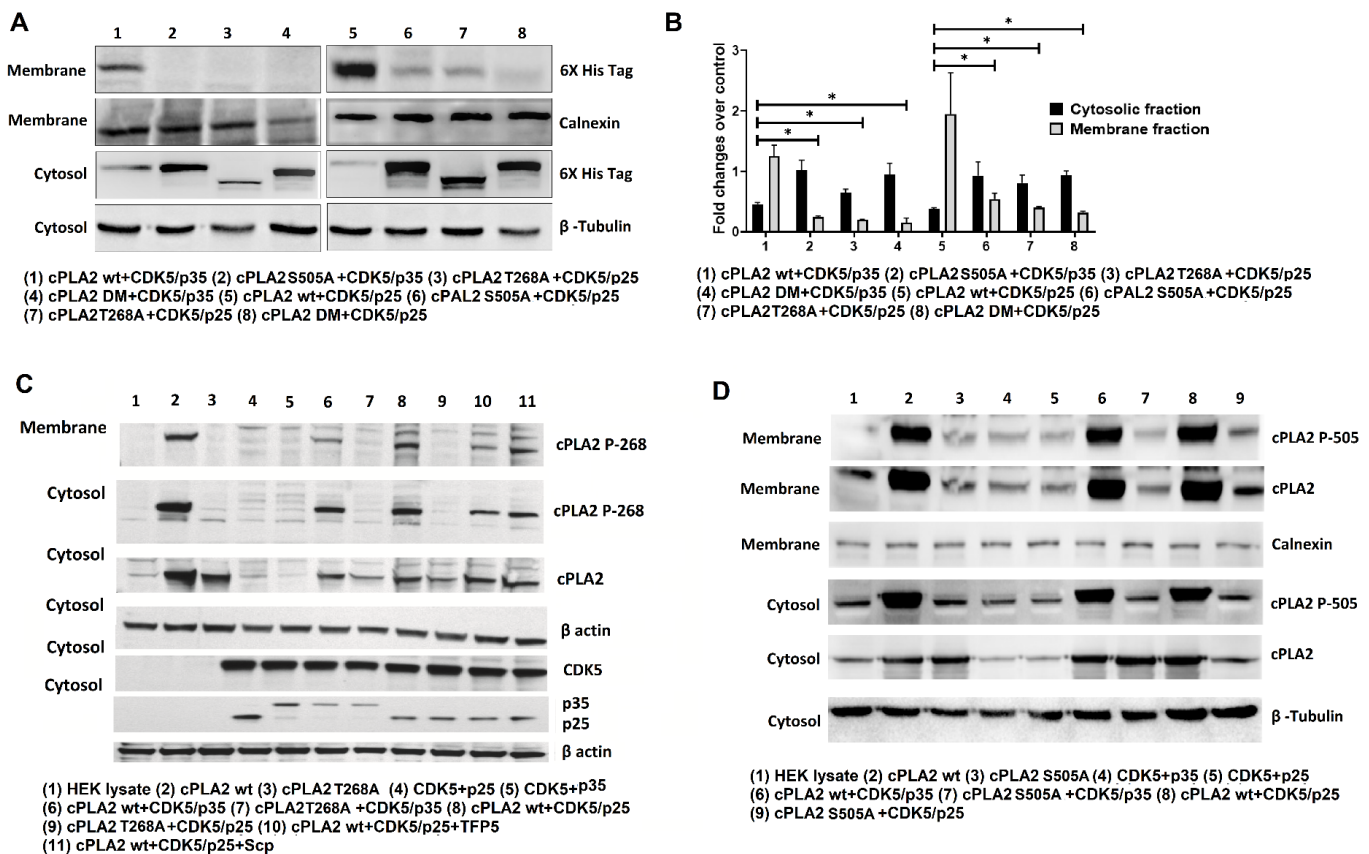 A
1 2 3 4 5 6 7 8
Membrane 6X His Tag
Membrane Calnexin
Cytosol 6X His Tag
Cytosol β -Tubulin
(1) cPLA2 wt+CDK5/p35 (2) cPLA2 S505A +CDK5/p35 (3) cPLA2 T268A +CDK5/p25
(4) cPLA2 DM+CDK5/p35 (5) cPLA2 wt+CDK5/p25 (6) cPAL2 S505A+CDK5/p25
(7) cPLA2T268A +CDK5/p25 (8) cPLA2 DM+CDK5/p25
B
Fold changes over control
3
2
1
0
* * * * * *
Cytosolic fraction
Membrane fraction
1 2 3 4 5 6 7 8
(1) cPLA2 wt+CDK5/p35 (2) cPLA2 S505A +CDK5/p35 (3) cPLA2 T268A +CDK5/p25
(4) cPLA2 DM+CDK5/p35 (5) cPLA2 wt+CDK5/p25 (6) cPAL2 S505A +CDK5/p25
(7) cPLA2T268A +CDK5/p25 (8) cPLA2 DM+CDK5/p25
C
1 2 3 4 5 6 7 8 9 10 11
Membrane cPLA2 P-268
Cytosol cPLA2 P-268
Cytosol cPLA2
Cytosol β actin
Cytosol CDK5
Cytosol p35
p25
β actin
(1) HEK lysate (2) cPLA2 wt (3) cPLA2 T268A (4) CDK5+p25 (5) CDK5+p35
(6) cPLA2 wt+CDK5/p35 (7) cPLA2T268A +CDK5/p35 (8) cPLA2 wt+CDK5/p25
(9) cPLA2 T268A+CDK5/p25 (10) cPLA2 wt+CDK5/p25+TFP5
(11) cPLA2 wt+CDK5/p25+Scp
D
1 2 3 4 5 6 7 8 9
Membrane cPLA2 P-505
Membrane cPLA2
Membrane Calnexin
Cytosol cPLA2 P-505
Cytosol cPLA2
Cytosol β -Tubulin
(1) HEK lysate (2) cPLA2 wt (3) cPLA2 S505A (4) CDK5+p35 (5) CDK5+p25
(6) cPLA2 wt+CDK5/p35 (7) cPLA2 S505A +CDK5/p35 (8) cPLA2 wt+CDK5/p25
(9) cPLA2 S505A +CDK5/p25